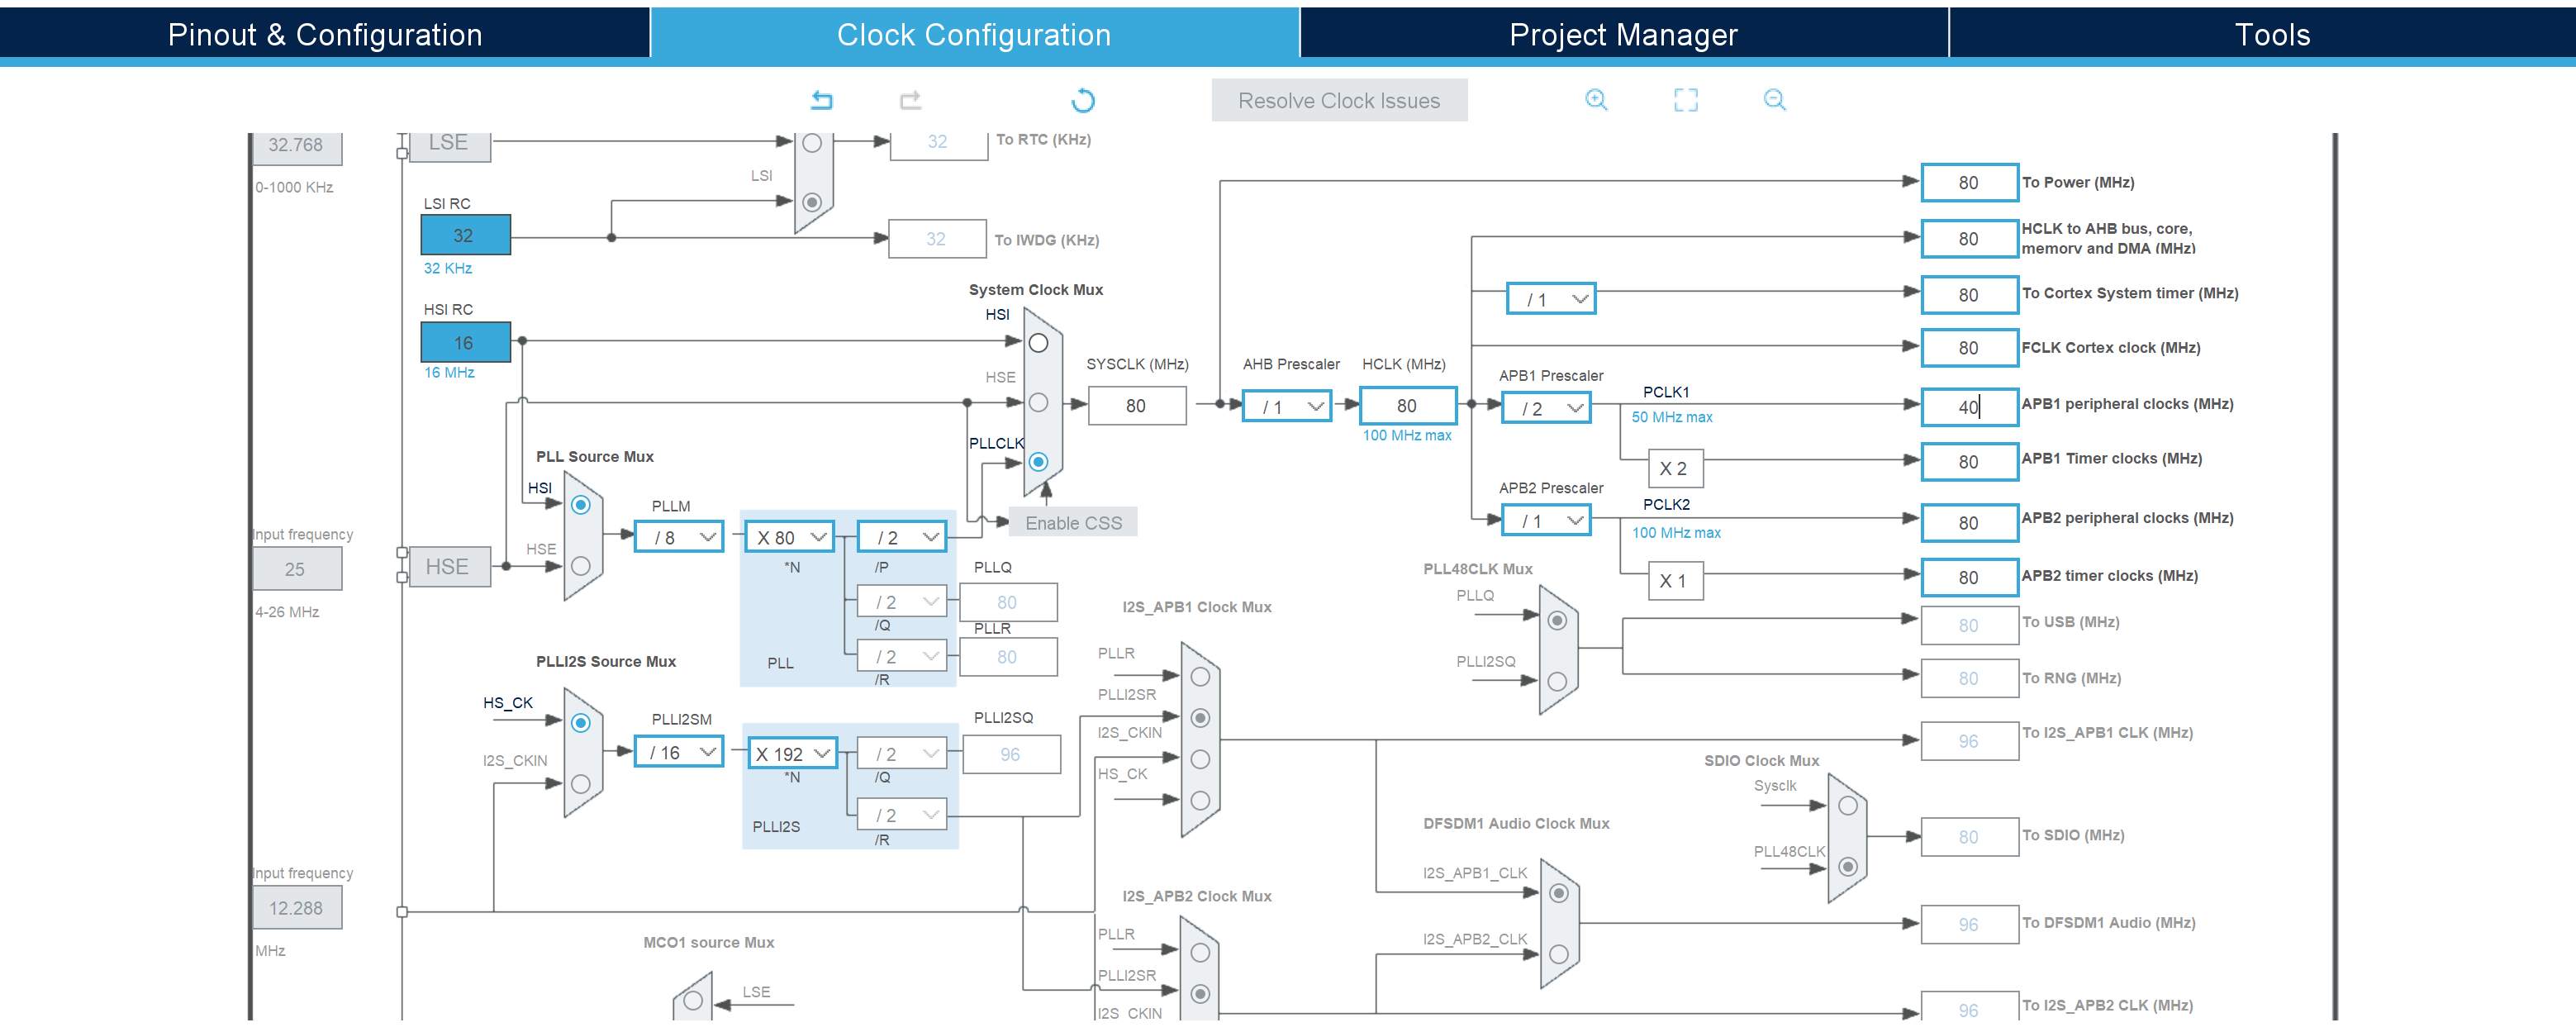 Pinout & Configuration
Clock Configuration
Project Manager
Tools
Resolve Clock Issues
32.768
LSE
32
To RTC (KHz)
0-1000 KHz
LSI
80
To Power (MHz)
LSI RC
32
32
To IWDG (KHz)
80
HCLK to AHB bus, core,
memory and DMA (MHz)
32 KHz
System Clock Mux
/ 1
80
To Cortex System timer (MHz)
HSI RC
HSI
16
80
FCLK Cortex clock (MHz)
16 MHz
HSE
SYSCLK (MHz)
AHB Prescaler
HCLK (MHz)
APB1 Prescaler
PCLK1
80
/ 1
80
/ 2
40
APB1 peripheral clocks (MHz)
50 MHz max
100 MHz max
PLLCLK
PLL Source Mux
X 2
80
APB1 Timer clocks (MHz)
HSI
PLLM
APB2 Prescaler
PCLK2
Enable CSS
/ 1
80
APB2 peripheral clocks (MHz)
100 MHz max
Input frequency
/ 8
X 80
/ 2
HSE
*N
/P
PLLQ
PLL48CLK Mux
25
HSE
X 1
80
APB2 timer clocks (MHz)
PLLQ
/ 2
80
I2S_APB1 Clock Mux
4-26 MHz
/Q
PLLR
80
To USB (MHz)
PLLI2S Source Mux
PLL
/ 2
80
PLLR
PLLI2SQ
80
To RNG (MHz)
/R
PLLI2SR
HS_CK
PLLI2SM
PLLI2SQ
I2S_CKIN
96
To I2S_APB1 CLK (MHz)
I2S_CKIN
/ 16
X 192
/ 2
96
SDIO Clock Mux
*N
/Q
HS_CK
Sysclk
/ 2
PLLI2S
/R
DFSDM1 Audio Clock Mux
80
To SDIO (MHz)
PLL48CLK
Input frequency
I2S_APB1_CLK
12.288
I2S_APB2 Clock Mux
96
To DFSDM1 Audio (MHz)
MHz
MCO1 source Mux
PLLR
I2S_APB2_CLK
PLLI2SR
LSE
96
To I2S_APB2 CLK (MHz)
I2S_CKIN